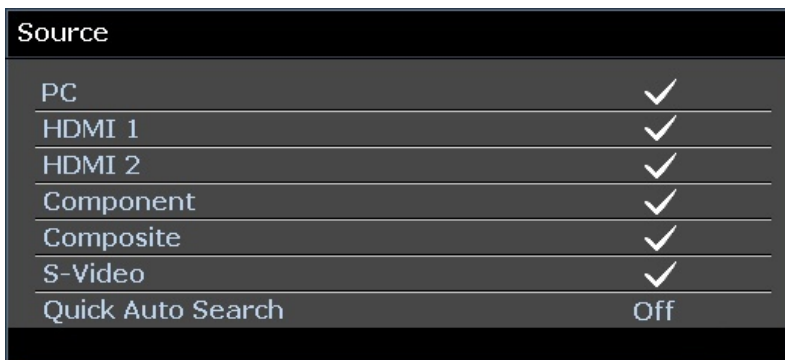 Source
PC ✓
HDMI 1 ✓
HDMI 2 ✓
Component ✓
Composite ✓
S-Video ✓
Quick Auto Search Off